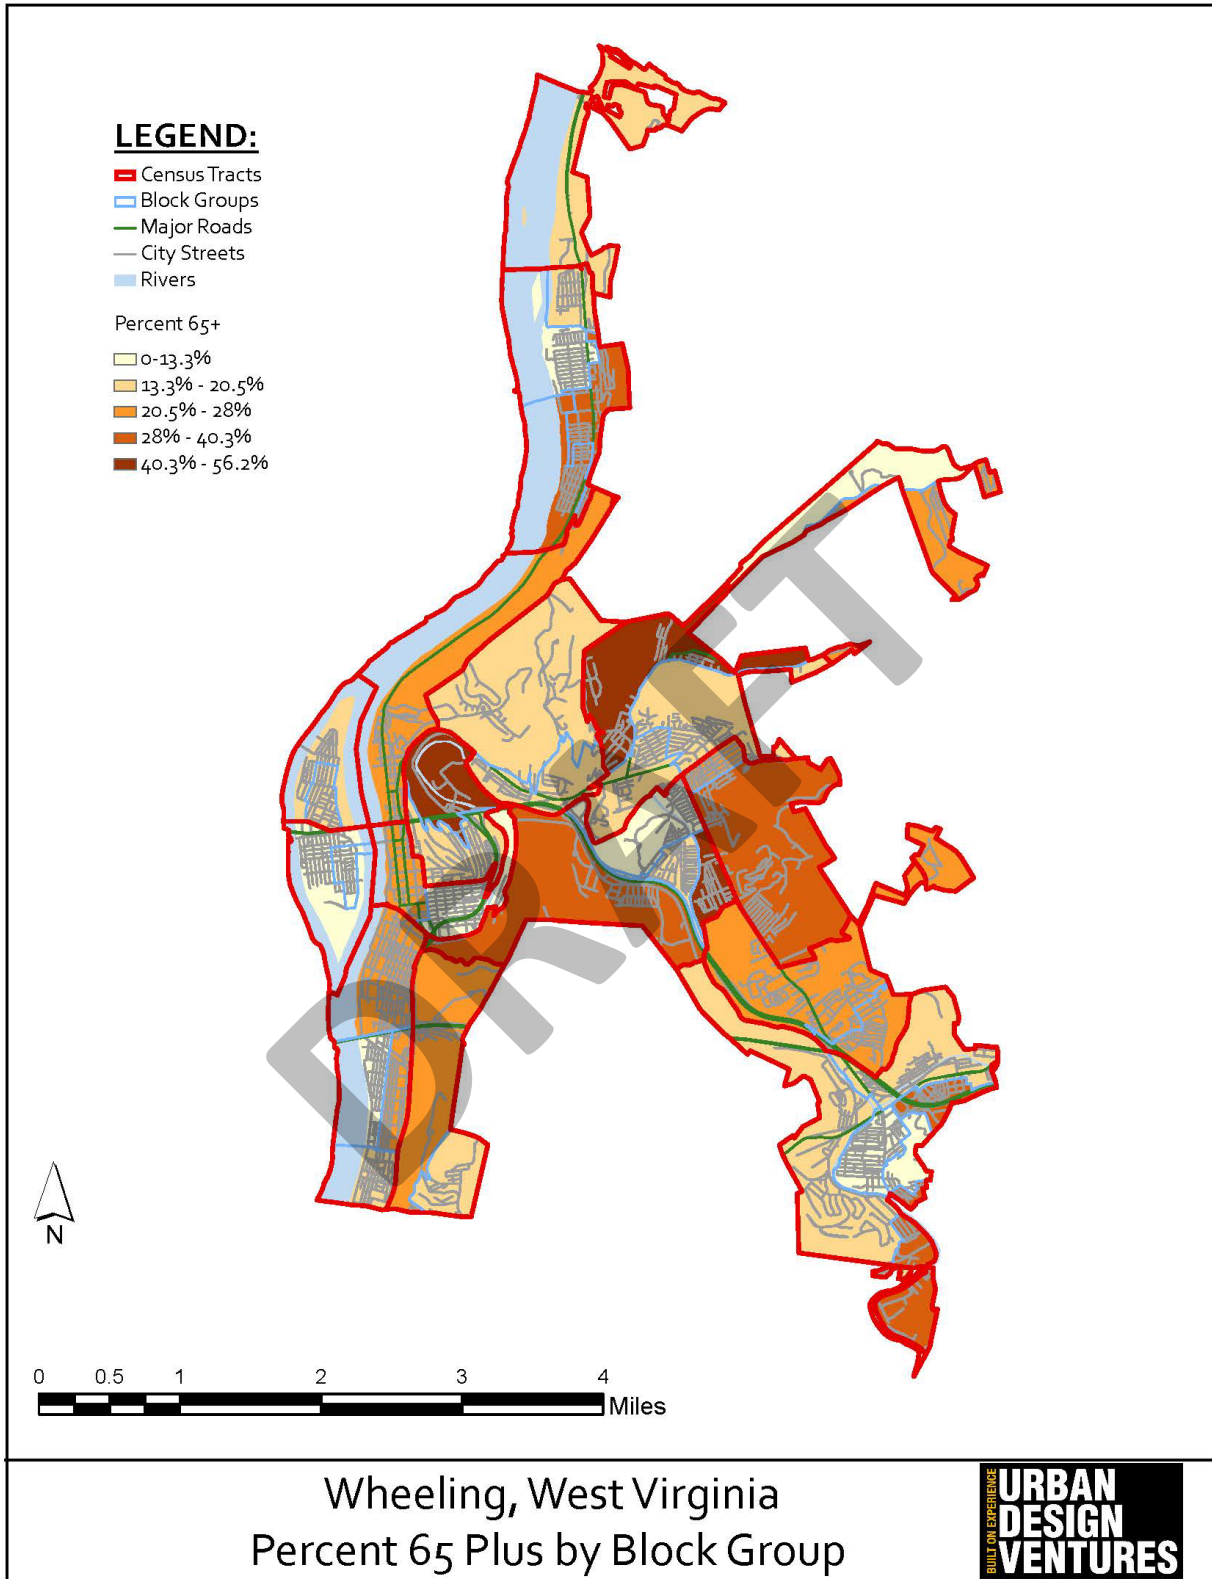 LEGEND:
Census Tracts
Block Groups
Major Roads
City Streets
Rivers
Percent 65+
0-13.3%
13.3% - 20.5%
20.5% - 28%
28% - 40.3%
40.3% - 56.2%
DRAFT
N
0 0.5 1 2 3 4
Miles
Wheeling, West Virginia
Percent 65 Plus by Block Group
BUILT ON EXPERIENCE
URBAN
DESIGN
VENTURES